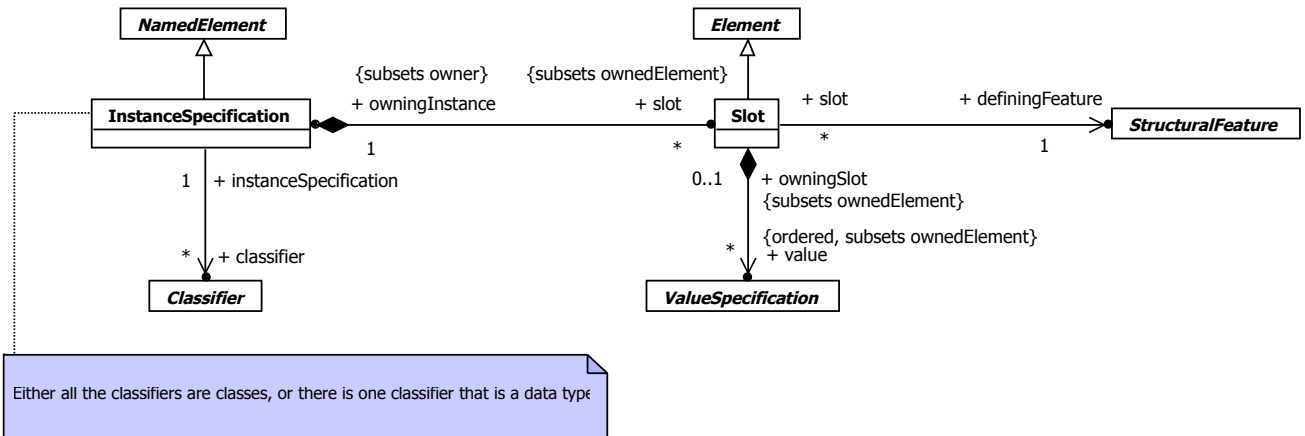 NamedElement
Element
{subsets owner}
{subsets ownedElement}
+ owningInstance
+ slot
+ slot
+ definingFeature
InstanceSpecification
Slot
StructuralFeature
1
*
*
1
1
+ instanceSpecification
0..1
+ owningSlot
{subsets ownedElement}
{ordered, subsets ownedElement}
*
+ classifier
*
+ value
Classifier
ValueSpecification
Either all the classifiers are classes, or there is one classifier that is a data type